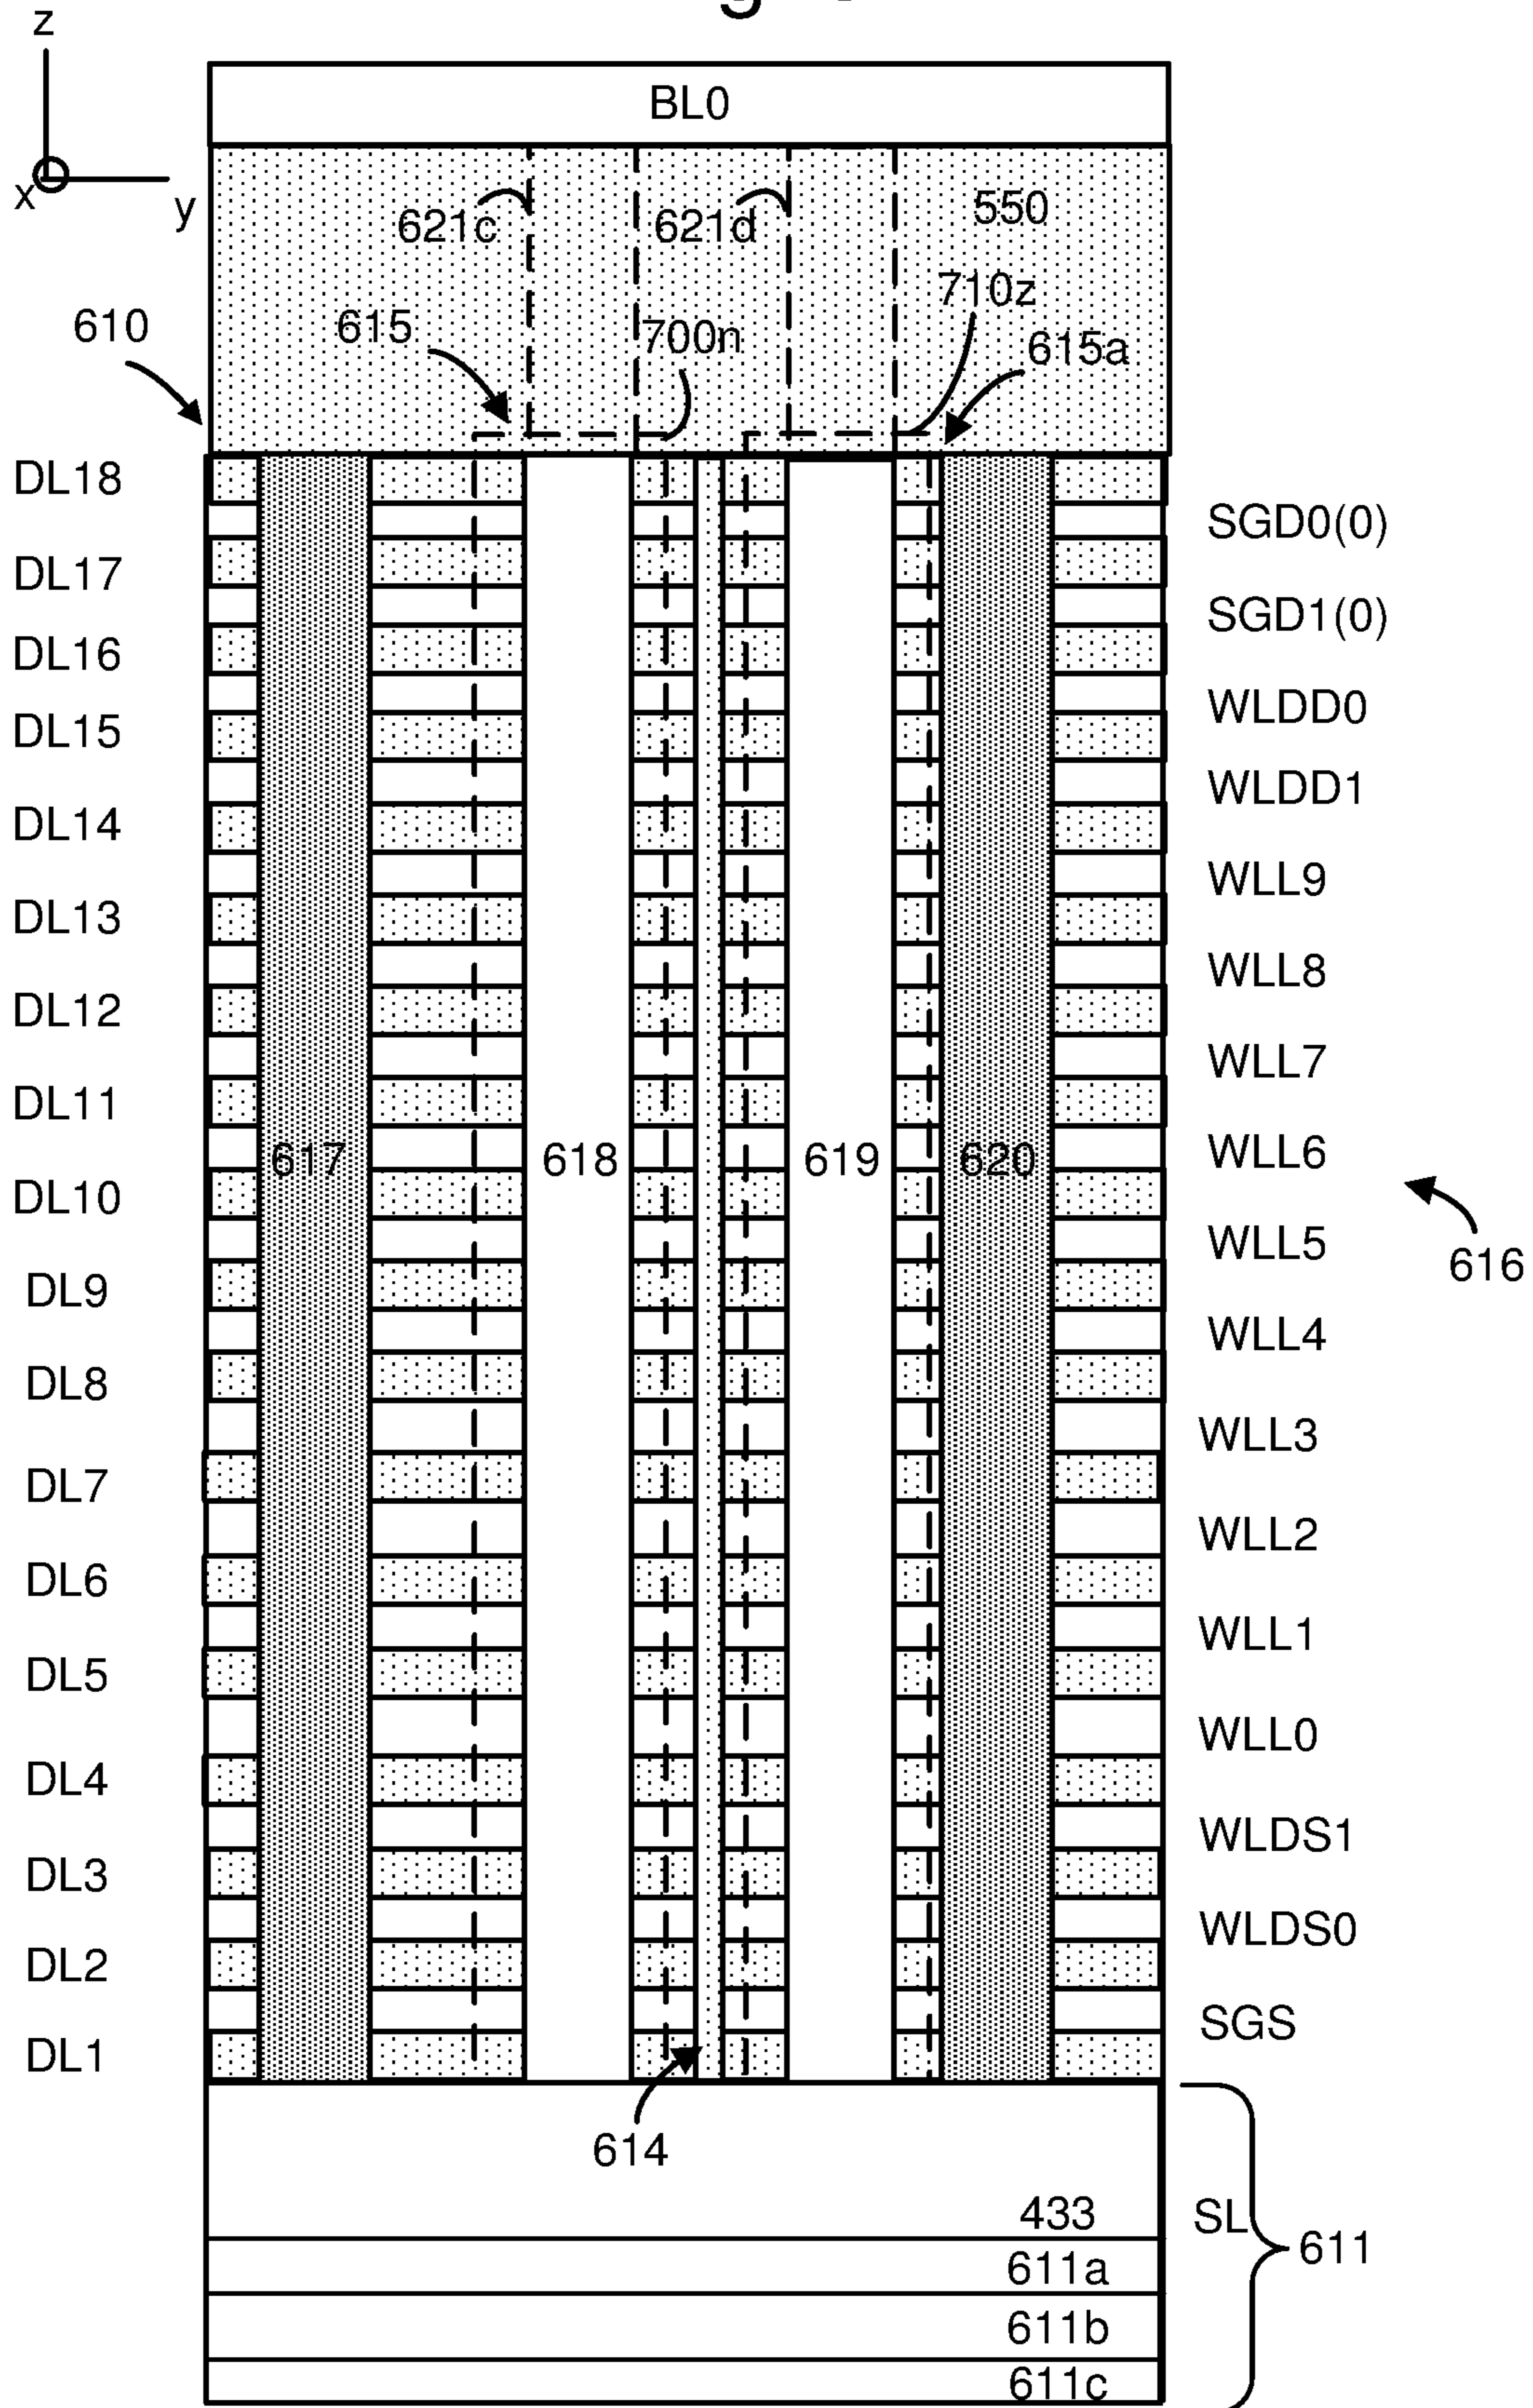 z
x
y
BL0
621c
621d
550
710z
610
615
700n
615a
DL18
SGD0(0)
DL17
SGD1(0)
DL16
WLDD0
DL15
WLDD1
DL14
WLL9
DL13
WLL8
DL12
WLL7
DL11
WLL6
617
618
619
620
DL10
WLL5
616
DL9
WLL4
DL8
WLL3
DL7
WLL2
DL6
WLL1
DL5
WLL0
DL4
WLDS1
DL3
WLDS0
DL2
SGS
DL1
614
433
SL
611
611a
611b
611c